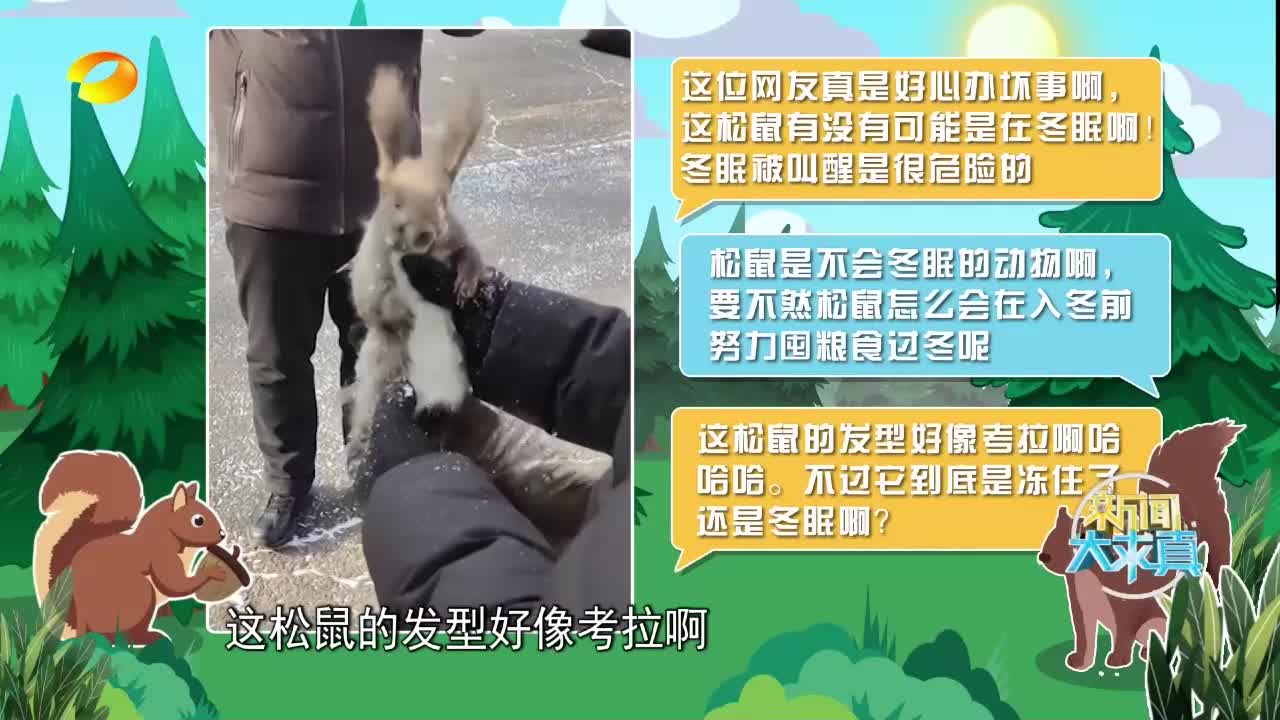 这位网友真是好心办坏事啊，
这松鼠有没有可能是在冬眠啊！
冬眠被叫醒是很危险的
松鼠是不会冬眠的动物啊，
要不然松鼠怎么会在入冬前
努力囤粮食过冬呢
这松鼠的发型好像考拉啊哈
哈哈。不过它到底是冻住了
还是冬眠啊？
新闻
大求真
这松鼠的发型好像考拉啊